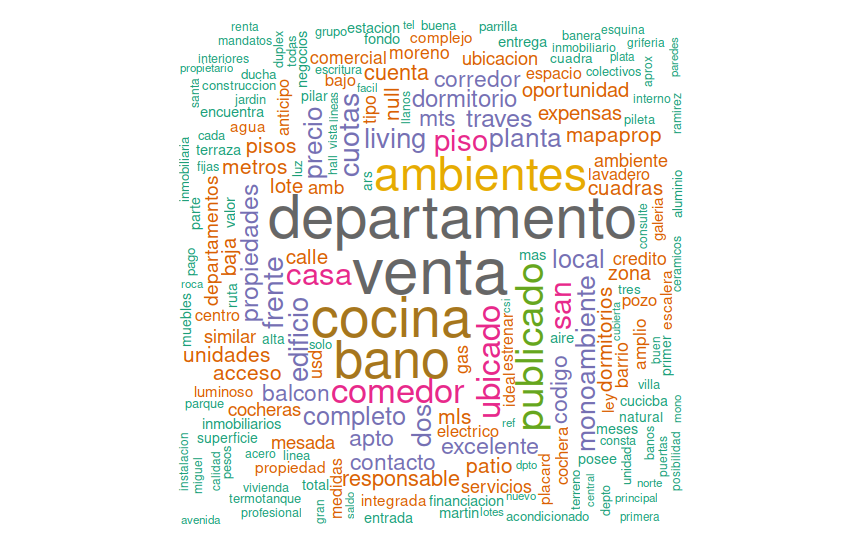 renta
grupo
estacion
tel
buena
parrilla
esquina
mandatos
duplex
todas
negocios
fondo
complejo
entrega
banera
griferia
inmobiliario
interiores
comercial
moreno
ubicacion
cuadra
plata
paredes
propietario
escritura
ducha
bajo
cuenta
corredor
espacio
colectivos
aprox
santa
construccion
pilar
facil
dormitorio
oportunidad
interno
jardin
anticipo
lineas
tipo
null
llanos
encuentra
precio
vista
cuotas
mts
traves
expensas
pileta
ramirez
agua
cada
living
piso
planta
mapaprop
terraza
pisos
hall
inmobiliaria
fijas
metros
luz
ambientes
ambiente
lavadero
lote
amb
ars
cuadras
aluminio
departamentos
propiedades
parte
valor
departamento
consulte
galeria
baja
calle
mas
local
credito
ceramicos
pago
casa
venta
zona
roca
ruta
frente
publicado
san
tres
muebles
centro
cocina
csi
monoambiente
dormitorios
pozo
escalera
cubierta
similar
alta
edificio
solo
ubicado
estrenar
aire
amplio
unidades
usd
bano
gas
barrio
buen
primer
acceso
ideal
luminoso
balcon
comedor
codigo
villa
parque
cocheras
completo
dos
mls
ley
cucicba
mono
inmobiliarios
ref
natural
superficie
mesada
apto
electrico
meses
instalacion
acero
linea
excelente
consta
banos
puertas
posibilidad
miguel
calidad
pesos
propiedad
contacto
patio
dpto
cochera
posee
unidad
vivienda
total
medidas
responsable
servicios
placard
terreno
central
depto
norte
termotanque
gran
saldo
integrada
financiacion
nuevo
principal
profesional
martin
lotes
avenida
entrada
acondicionado
primera